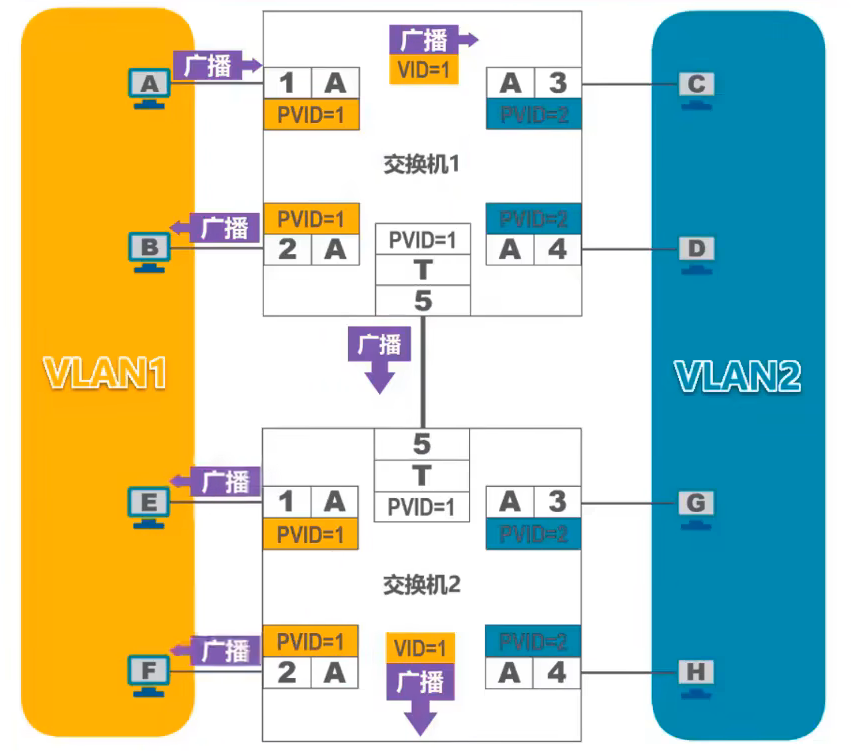 广播
VID=1
广播
A
1 A
PVID=1
A 3
PVID=2
C
交换机1
广播
B
PVID=1
2 A
PVID=1
T
5
PVID=2
A 4
D
广播
VLAN1
VLAN2
5
T
PVID=1
广播
E
1 A
PVID=1
A 3
PVID=2
G
交换机2
广播
F
PVID=1
2 A
VID=1
广播
PVID=2
A 4
H